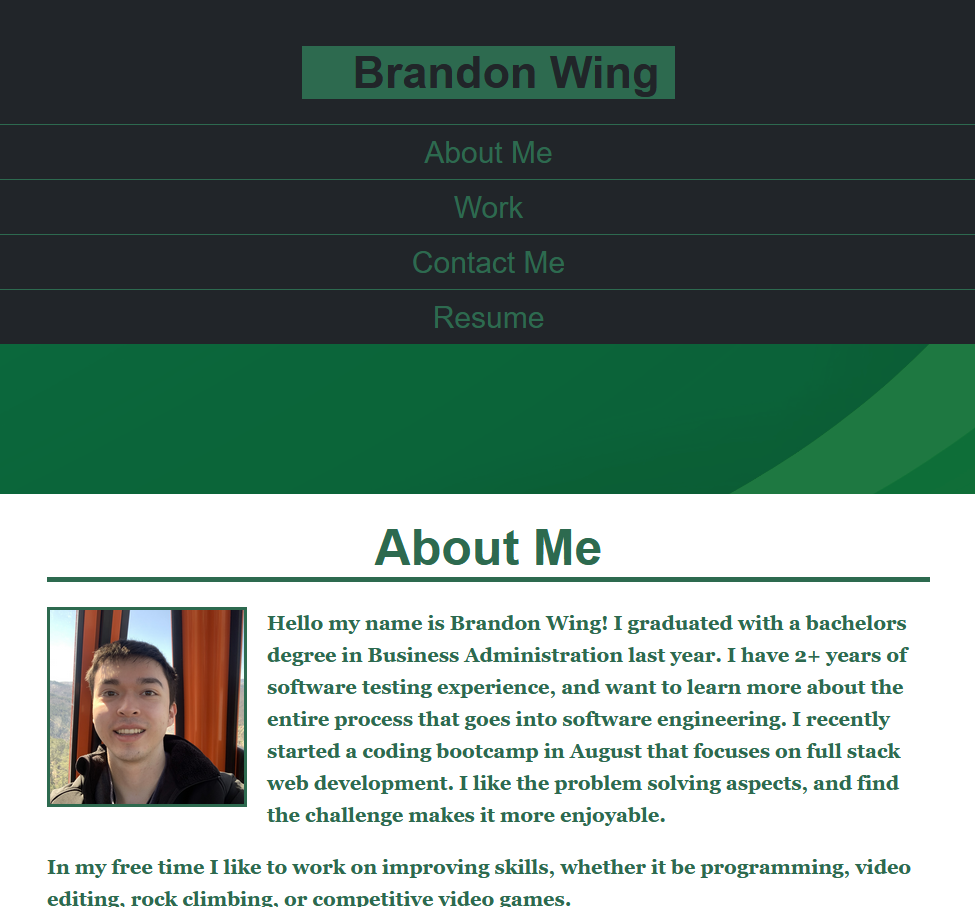 Brandon Wing
About Me
Work
Contact Me
Resume
About Me
Hello my name is Brandon Wing! I graduated with a bachelors
degree in Business Administration last year. I have 2+ years of
software testing experience, and want to learn more about the
entire process that goes into software engineering. I recently
started a coding bootcamp in August that focuses on full stack
web development. I like the problem solving aspects, and find
the challenge makes it more enjoyable.
In my free time I like to work on improving skills, whether it be programming, video
editing, rock climbing, or competitive video games.